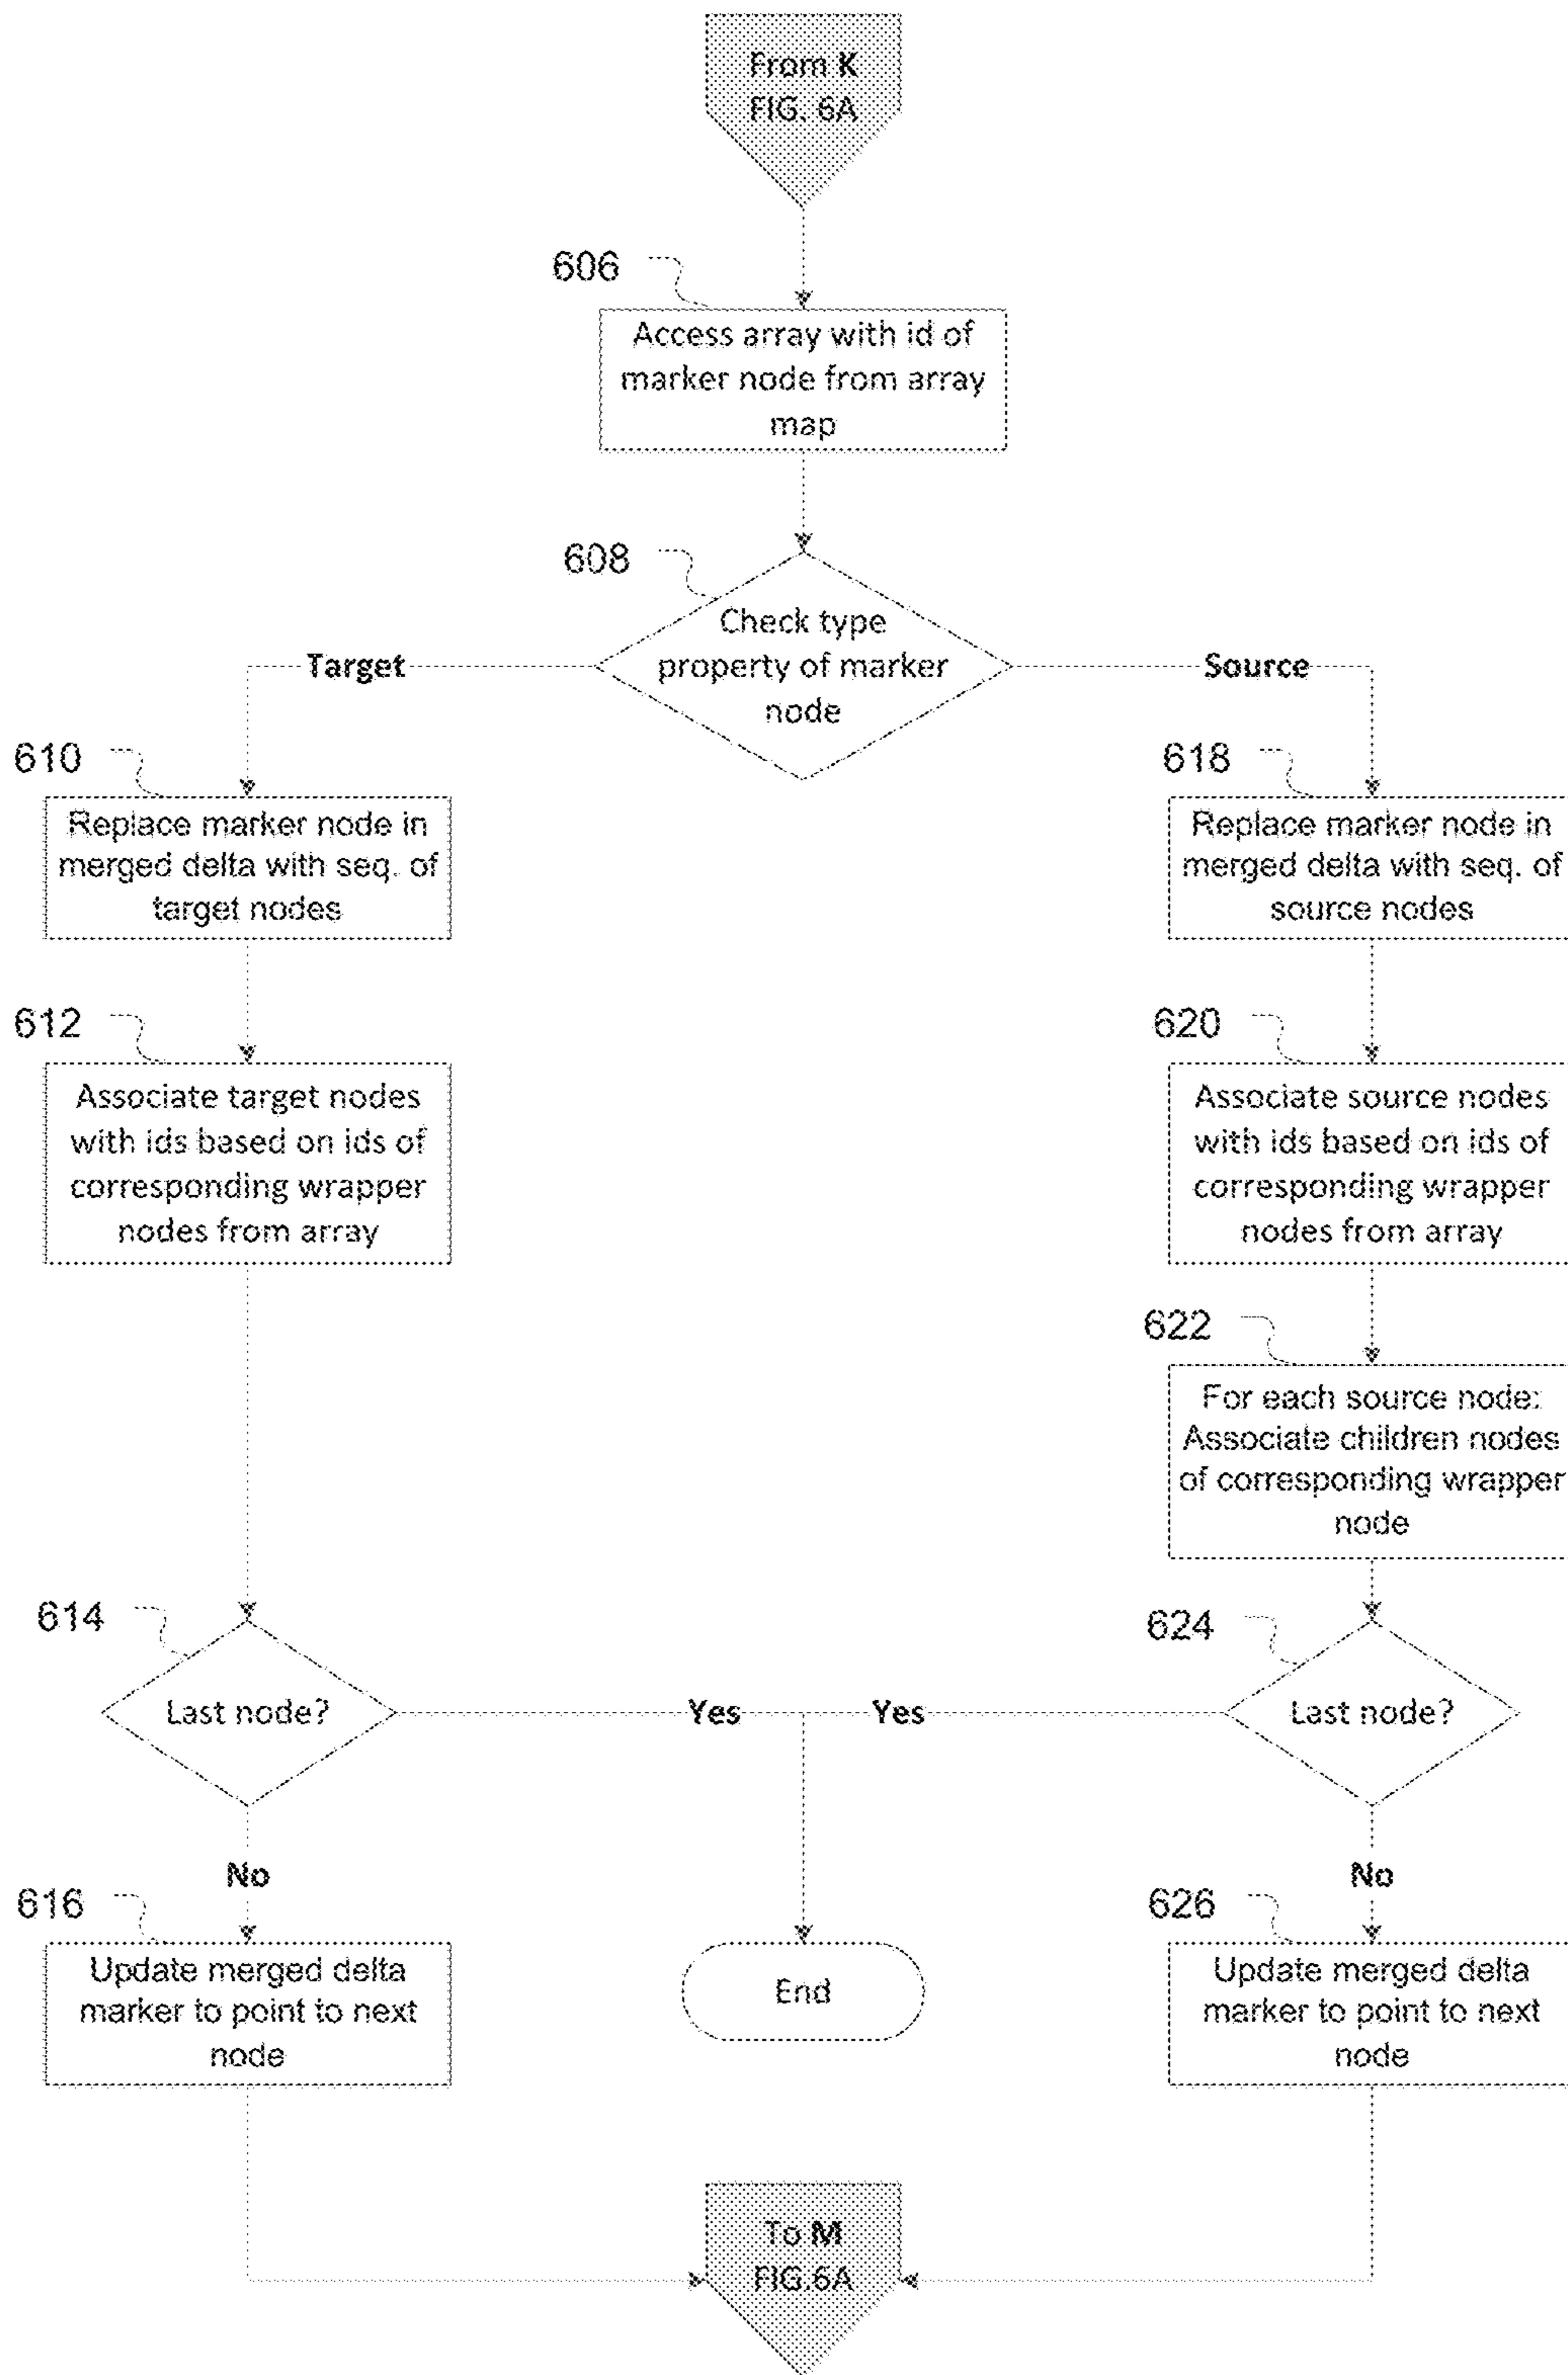 From K
FIG. 6A
606
Access array with id of
marker node from array
map
608
Check type
property of marker
node
Target
Source
610
Replace marker node in
merged delta with seq. of
target nodes
618
Replace marker node in
merged delta with seq. of
source nodes
612
Associate target nodes
with ids based on ids of
corresponding wrapper
nodes from array
620
Associate source nodes
with ids based on ids of
corresponding wrapper
nodes from array
622
For each source node:
Associate children nodes
of corresponding wrapper
node
614
Last node?
Yes
Yes
624
Last node?
No
No
616
Update merged delta
marker to point to next
node
End
626
Update merged delta
marker to point to next
node
To M
FIG.6A